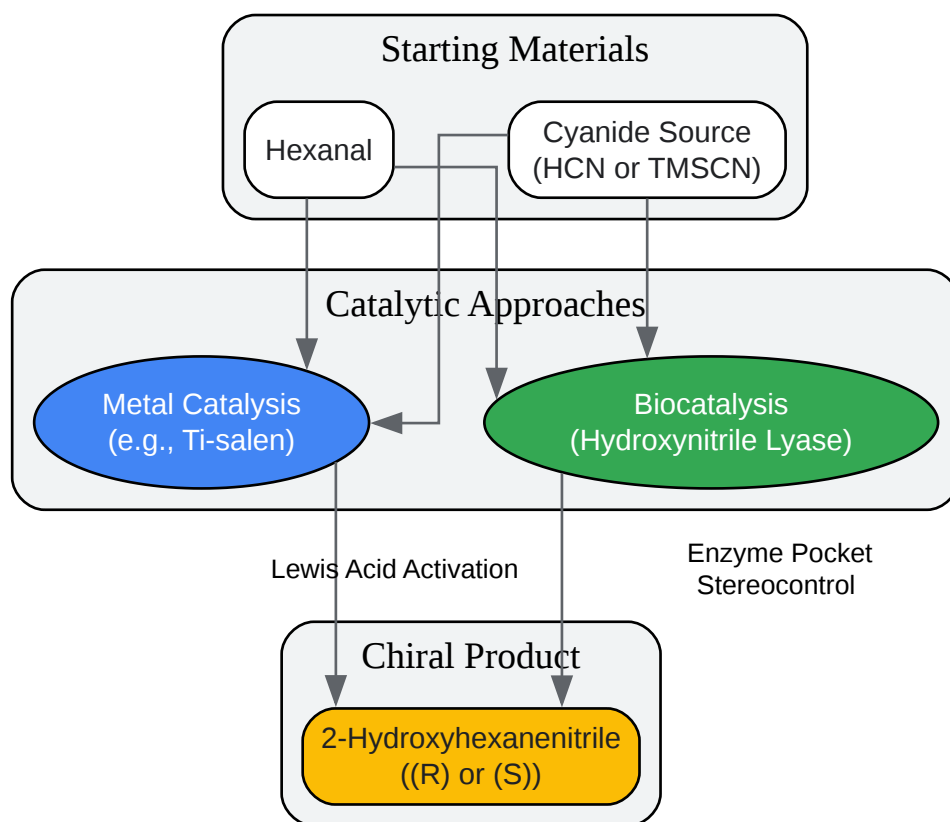 Starting Materials
Hexanal
Cyanide Source
(HCN or TMSCN)
Catalytic Approaches
Metal Catalysis
(e.g., Ti-salen)
Biocatalysis
(Hydroxynitrile Lyase)
Lewis Acid Activation
Enzyme Pocket
Stereocontrol
Chiral Product
2-Hydroxyhexanenitrile
((R) or (S))